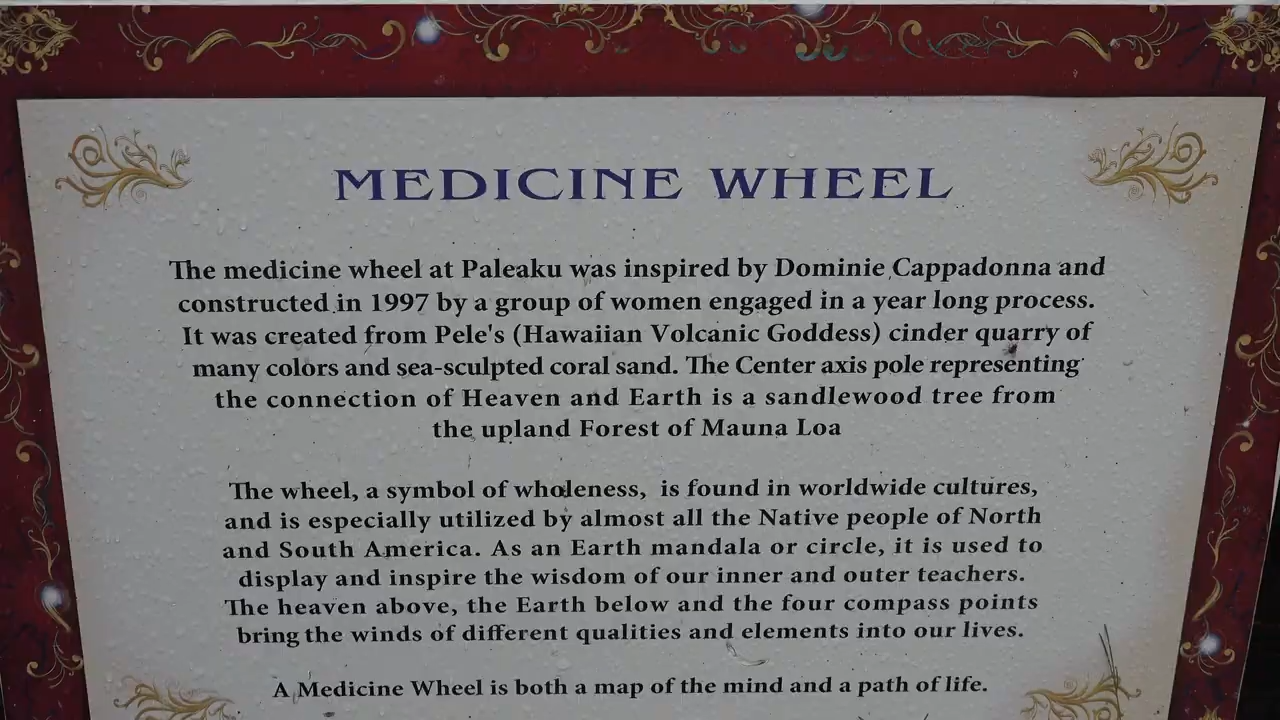 MEDICINE WHEEL
The medicine wheel at Paleaku was inspired by Dominie Cappadonna and
constructed in 1997 by a group of women engaged in a year long process.
It was created from Pele's (Hawaiian Volcanic Goddess) cinder quarry of
many colors and sea-sculpted coral sand. The Center axis pole representing
the connection of Heaven and Earth is a sandlewood tree from
the upland Forest of Mauna Loa
The wheel, a symbol of wholeness, is found in worldwide cultures,
and is especially utilized by almost all the Native people of North
and South America. As an Earth mandala or circle, it is used to
display and inspire the wisdom of our inner and outer teachers.
The heaven above, the Earth below and the four compass points
bring the winds of different qualities and elements into our lives.
A Medicine Wheel is both a map of the mind and a path of life.